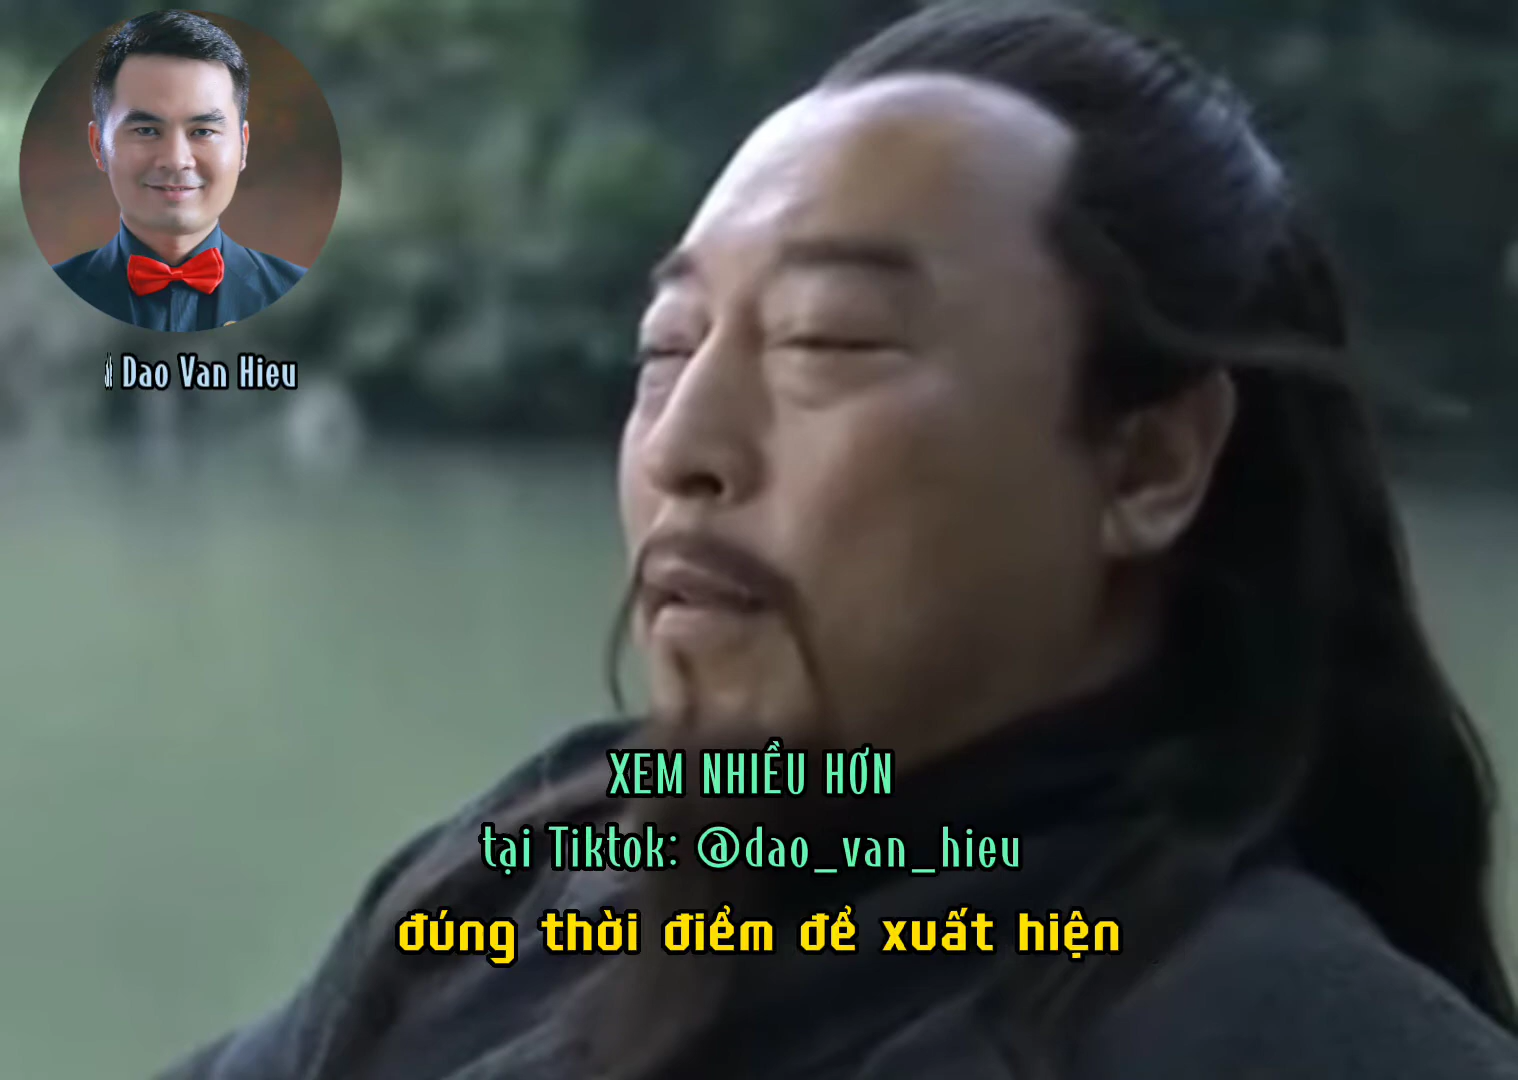 Dao Van Hieu
XEM NHIỀU HƠN
tại Tiktok: @dao_van_hieu
đúng thời điểm để xuất hiện